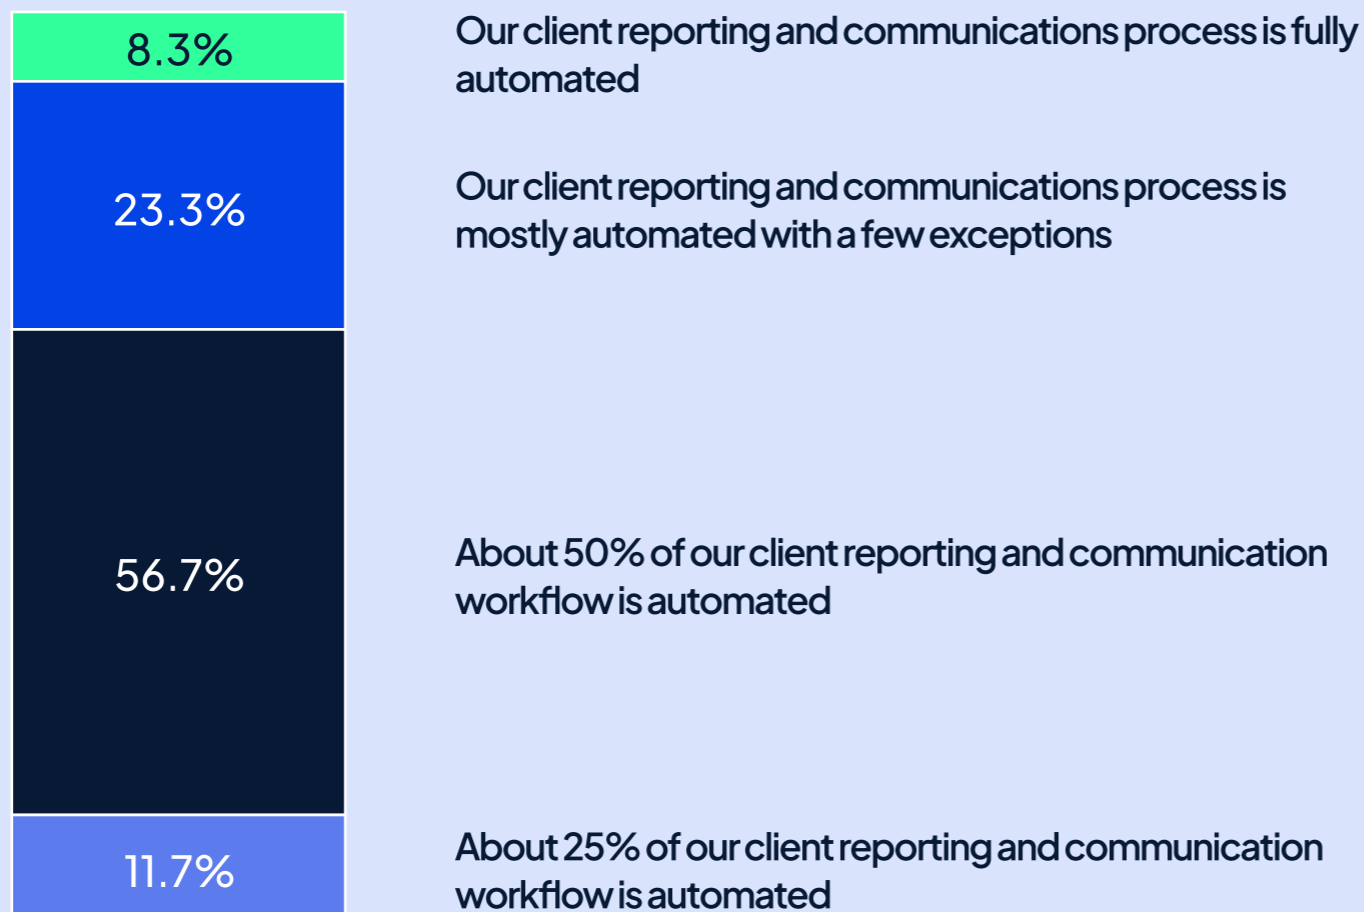 8.3%
Our client reporting and communications process is fully
automated
23.3%
Our client reporting and communications process is
mostly automated with a few exceptions
56.7%
About 50% of our client reporting and communication
workflow is automated
11.7%
About 25% of our client reporting and communication
workflow is automated